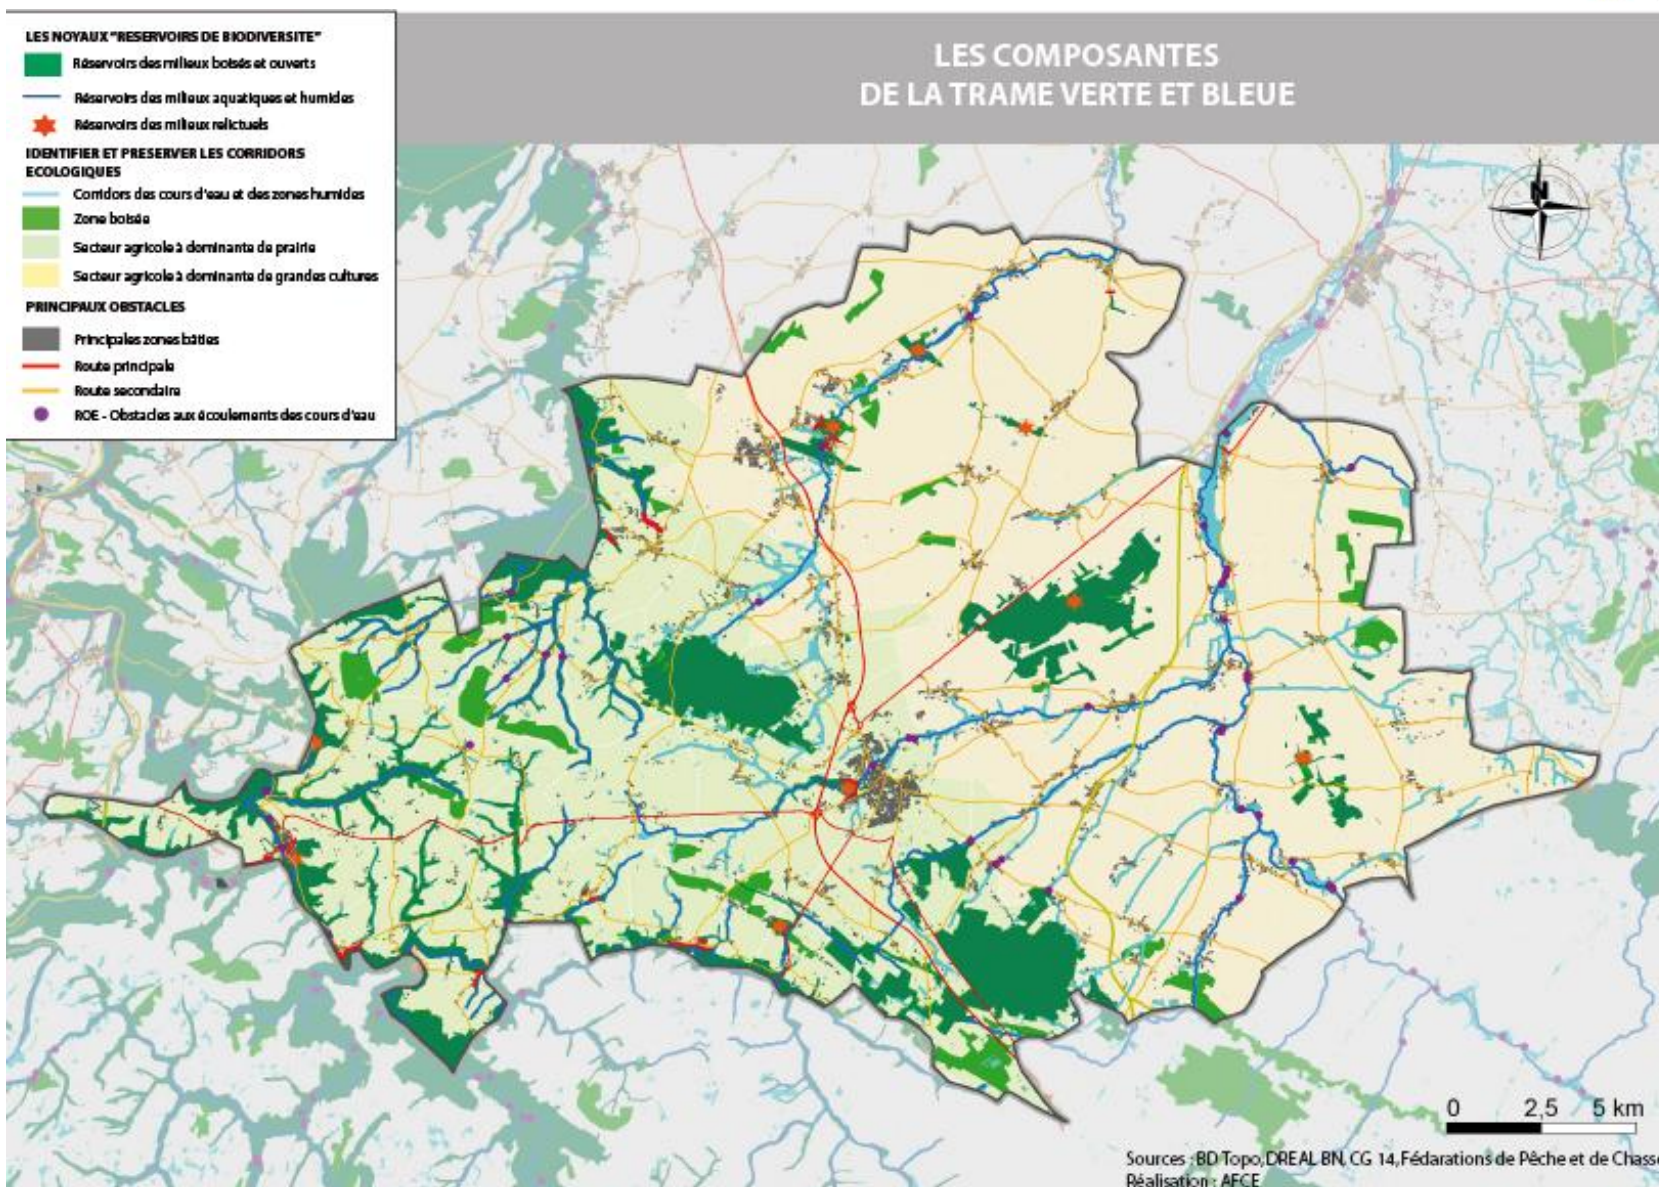 LES NOYAUX "RESERVOIRS DE BIODIVERSITE"
Réservoirs des milieux boisés et ouverts
Réservoirs des milieux aquatiques et humides
Réservoirs des milieux relictuels
IDENTIFIER ET PRESERVER LES CORRIDORS
ECOLOGIQUES
Corridors des cours d'eau et des zones humides
Zone boisée
Secteur agricole à dominante de prairie
Secteur agricole à dominante de grandes cultures
PRINCIPAUX OBSTACLES
Principales zones bâties
Route principale
Route secondaire
ROE - Obstacles aux écoulements des cours d'eau
LES COMPOSANTES
DE LA TRAME VERTE ET BLEUE
N
0 2,5 5 km
Sources : BD Topo, DREAL BN, CG 14, Fédarations de Pêche et de Chasse
Réalisation : AFCE